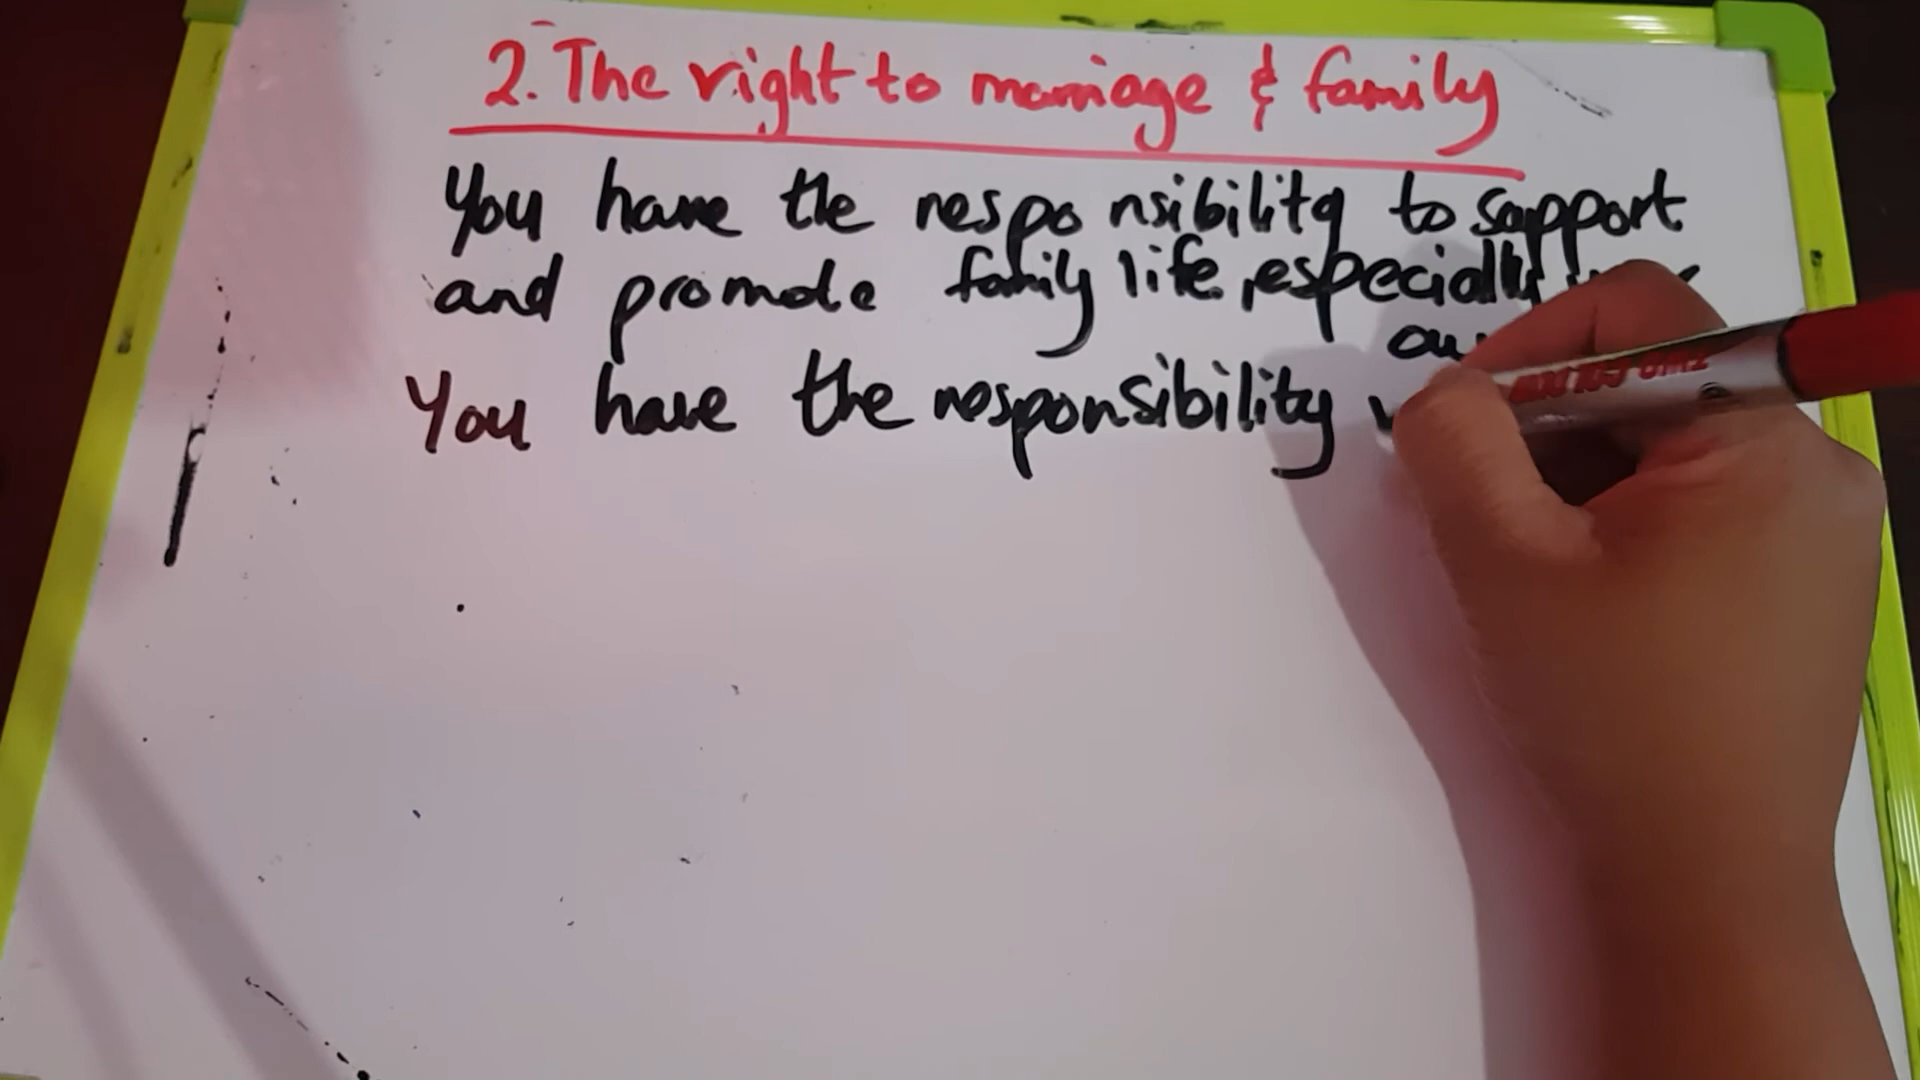 2. The right to marriage & family
You have the responsibility to support
and promote family life, especially
You have the responsibility